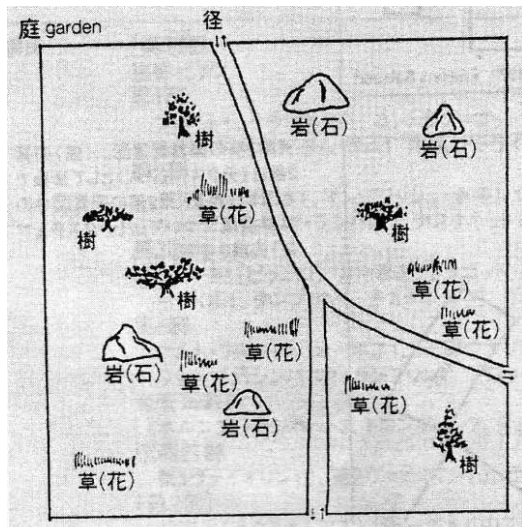 庭 garden
径
岩(石)
樹
岩(石)
草(花)
樹
樹
草(花)
樹
草(花)
草(花)
岩(石)
草(花)
草(花)
岩(石)
樹
草(花)